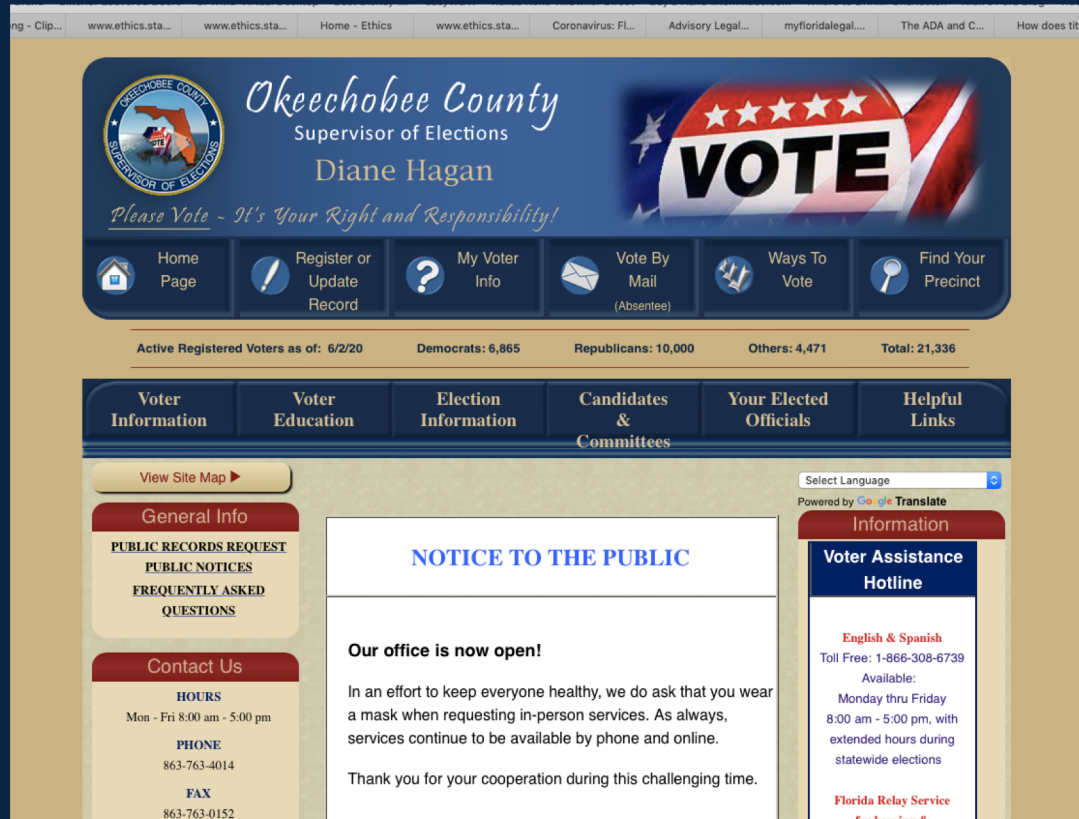 ng - Clip...
www.ethics.sta...
www.ethics.sta...
Home - Ethics
www.ethics.sta...
Coronavirus: Fl...
Advisory Legal...
myfloridalegal....
The ADA and C...
How does tit
OKEECHOBEE COUNTY
VOTE
SUPERVISOR OF ELECTIONS
Okeechobee County
Supervisor of Elections
Diane Hagan
Please Vote ~ It's Your Right and Responsibility!
VOTE
Home
Page
Register or
Update
Record
My Voter
Info
Vote By
Mail
(Absentee)
Ways To
Vote
Find Your
Precinct
Active Registered Voters as of: 6/2/20 Democrats: 6,865 Republicans: 10,000 Others: 4,471 Total: 21,336
Voter
Information
Voter
Education
Election
Information
Candidates
&
Committees
Your Elected
Officials
Helpful
Links
View Site Map
General Info
PUBLIC RECORDS REQUEST
PUBLIC NOTICES
FREQUENTLY ASKED
QUESTIONS
Contact Us
HOURS
Mon - Fri 8:00 am - 5:00 pm
PHONE
863-763-4014
FAX
863-763-0152
NOTICE TO THE PUBLIC
Our office is now open!
In an effort to keep everyone healthy, we do ask that you wear
a mask when requesting in-person services. As always,
services continue to be available by phone and online.
Thank you for your cooperation during this challenging time.
Select Language
Powered by Google Translate
Information
Voter Assistance
Hotline
English & Spanish
Toll Free: 1-866-308-6739
Available:
Monday thru Friday
8:00 am - 5:00 pm, with
extended hours during
statewide elections
Florida Relay Service